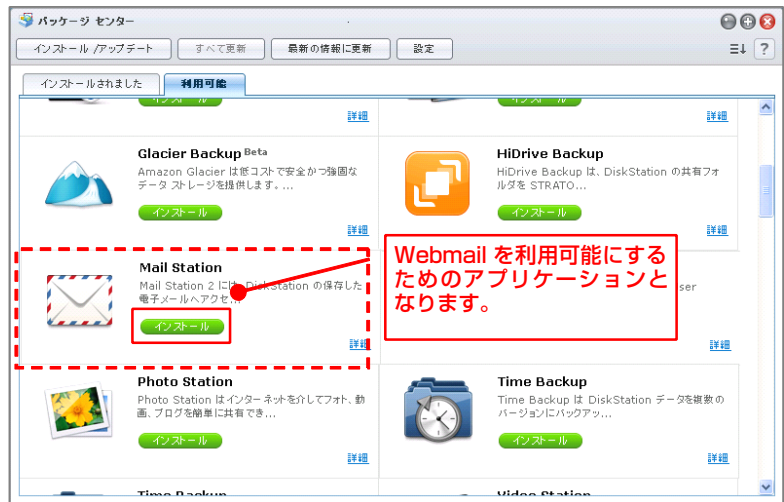 パッケージ センター
インストール /アップデート
すべて更新
最新の情報に更新
設定
?
インストールされました
利用可能
インストール
詳細
インストール
詳細
Glacier Backup Beta
Amazon Glacier は低コストで安全かつ強固な
データ ストレージを提供します。...
インストール
詳細
HiDrive Backup
HiDrive Backup は、DiskStation の共有フォ
ルダを STRATO...
インストール
詳細
Mail Station
Mail Station 2 には、DiskStation の保存した
電子メールへアクセ...
インストール
詳細
Webmail を利用可能にする
ためのアプリケーションと
なります。
ser
詳細
Photo Station
Photo Station はインターネットを介してフォト、動
画、ブログを簡単に共有でき...
インストール
詳細
Time Backup
Time Backup は DiskStation データを複数の
バージョンにバックアッ...
インストール
詳細
Time Backup
Video Station